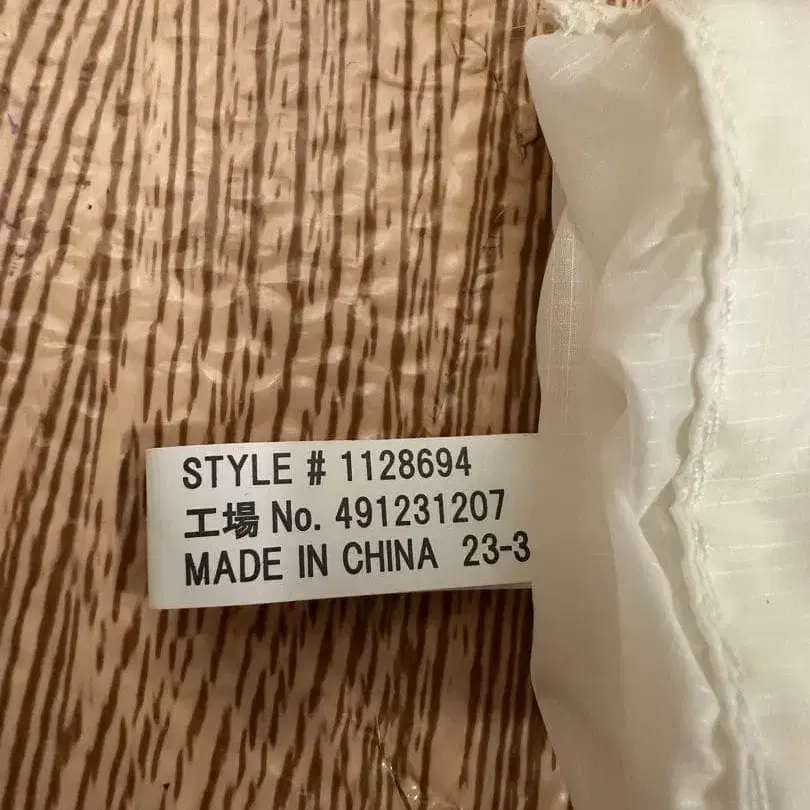 STYLE # 1128694
工場 No. 491231207
MADE IN CHINA 23-3